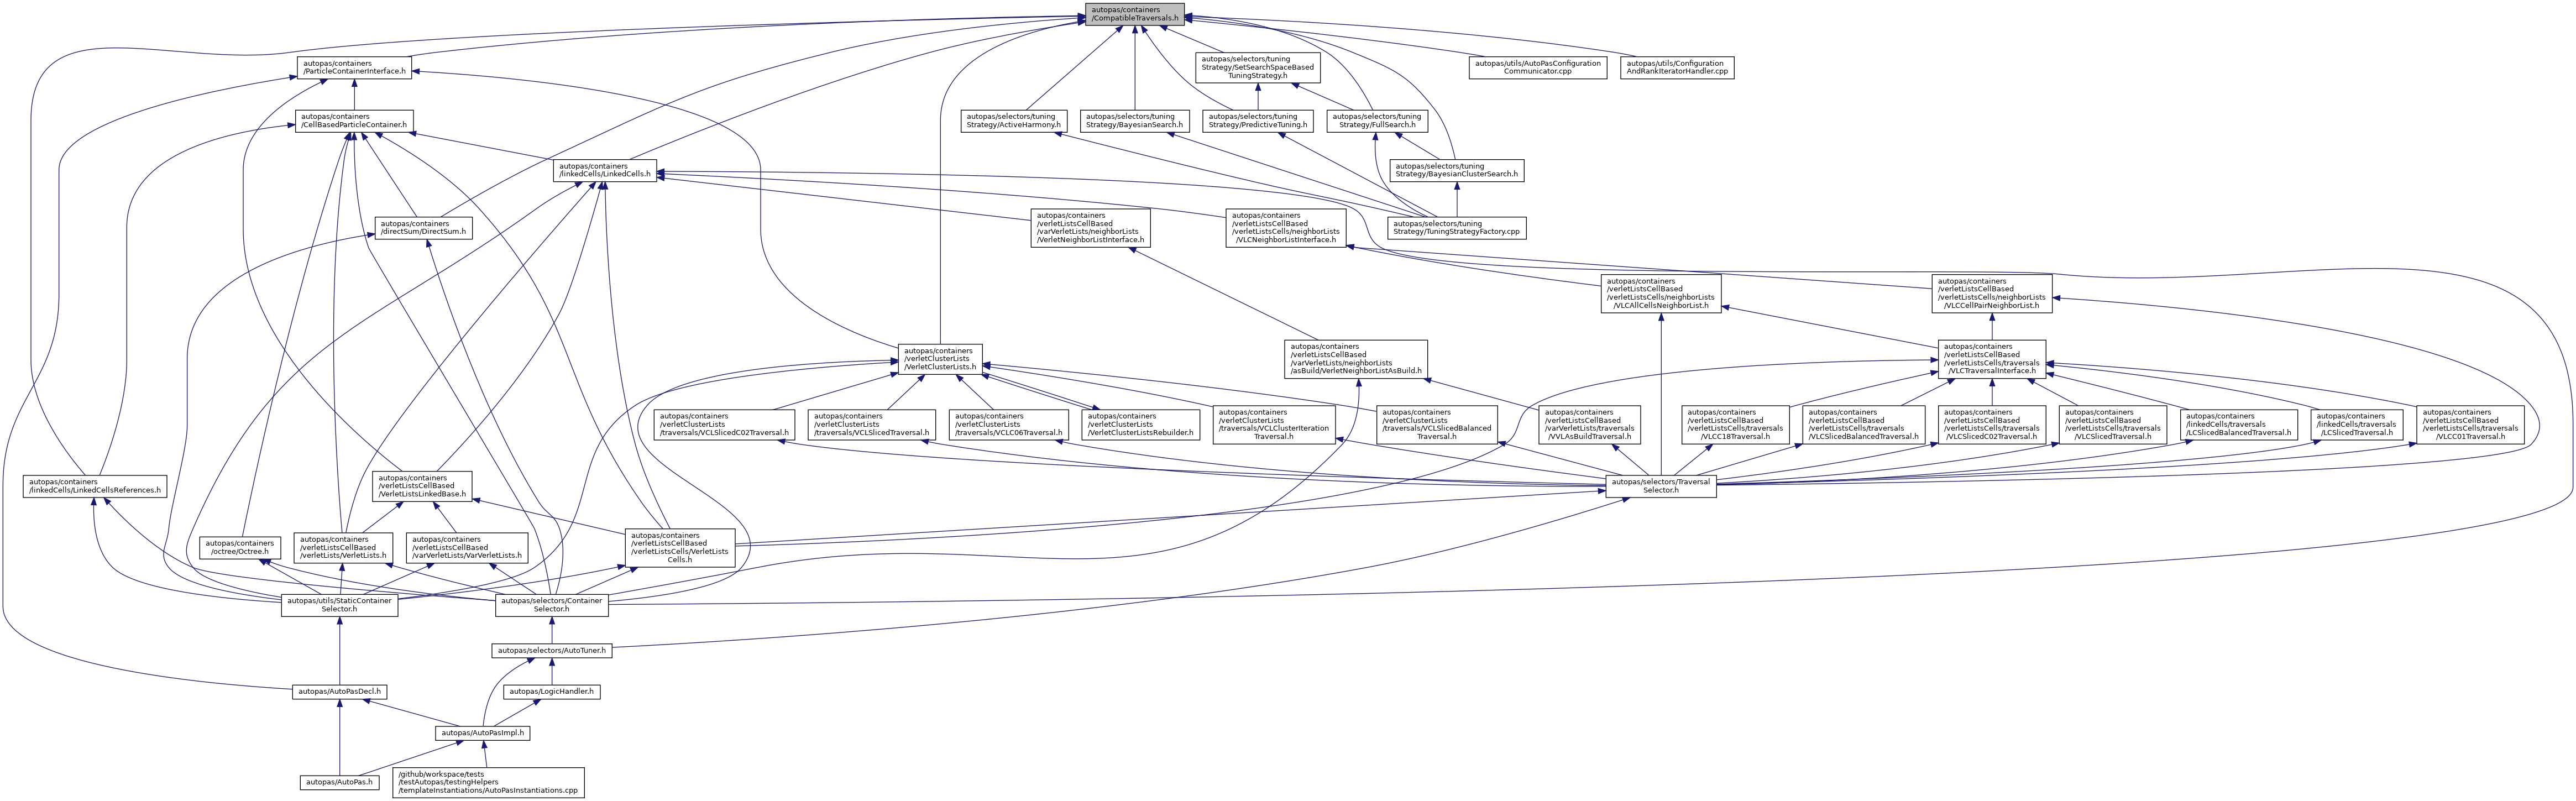 autopas/containers
/CompatibleTraversals.h
autopas/containers
/ParticleContainerInterface.h
autopas/selectors/tuning
Strategy/SetSearchSpaceBased
TuningStrategy.h
autopas/utils/AutoPasConfiguration
Communicator.cpp
autopas/utils/Configuration
AndRankIteratorHandler.cpp
autopas/containers
/CellBasedParticleContainer.h
autopas/selectors/tuning
Strategy/ActiveHarmony.h
autopas/selectors/tuning
Strategy/BayesianSearch.h
autopas/selectors/tuning
Strategy/PredictiveTuning.h
autopas/selectors/tuning
Strategy/FullSearch.h
autopas/containers
/linkedCells/LinkedCells.h
autopas/selectors/tuning
Strategy/BayesianClusterSearch.h
autopas/containers
/directSum/DirectSum.h
autopas/containers
/verletListsCellBased
/varVerletLists/neighborLists
/VerletNeighborListInterface.h
autopas/containers
/verletListsCellBased
/verletListsCells/neighborLists
/VLCNeighborListInterface.h
autopas/selectors/tuning
Strategy/TuningStrategyFactory.cpp
autopas/containers
/verletListsCellBased
/verletListsCells/neighborLists
/VLCAllCellsNeighborList.h
autopas/containers
/verletListsCellBased
/verletListsCells/neighborLists
/VLCCellPairNeighborList.h
autopas/containers
/verletClusterLists
/VerletClusterLists.h
autopas/containers
/verletListsCellBased
/varVerletLists/neighborLists
/asBuild/VerletNeighborListAsBuild.h
autopas/containers
/verletListsCellBased
/verletListsCells/traversals
/VLCTraversalInterface.h
autopas/containers
/verletClusterLists
/traversals/VCLSlicedC02Traversal.h
autopas/containers
/verletClusterLists
/traversals/VCLSlicedTraversal.h
autopas/containers
/verletClusterLists
/traversals/VCLC06Traversal.h
autopas/containers
/verletClusterLists
/VerletClusterListsRebuilder.h
autopas/containers
/verletClusterLists
/traversals/VCLClusterIteration
Traversal.h
autopas/containers
/verletClusterLists
/traversals/VCLSlicedBalanced
Traversal.h
autopas/containers
/verletListsCellBased
/varVerletLists/traversals
/VVLAsBuildTraversal.h
autopas/containers
/verletListsCellBased
/verletListsCells/traversals
/VLCC18Traversal.h
autopas/containers
/verletListsCellBased
/verletListsCells/traversals
/VLCSlicedBalancedTraversal.h
autopas/containers
/verletListsCellBased
/verletListsCells/traversals
/VLCSlicedC02Traversal.h
autopas/containers
/verletListsCellBased
/verletListsCells/traversals
/VLCSlicedTraversal.h
autopas/containers
/linkedCells/traversals
/LCSlicedBalancedTraversal.h
autopas/containers
/linkedCells/traversals
/LCSlicedTraversal.h
autopas/containers
/verletListsCellBased
/verletListsCells/traversals
/VLCC01Traversal.h
autopas/containers
/linkedCells/LinkedCellsReferences.h
autopas/containers
/verletListsCellBased
/VerletListsLinkedBase.h
autopas/selectors/Traversal
Selector.h
autopas/containers
/octree/Octree.h
autopas/containers
/verletListsCellBased
/verletLists/VerletLists.h
autopas/containers
/verletListsCellBased
/varVerletLists/VarVerletLists.h
autopas/containers
/verletListsCellBased
/verletListsCells/VerletLists
Cells.h
autopas/utils/StaticContainer
Selector.h
autopas/selectors/Container
Selector.h
autopas/selectors/AutoTuner.h
autopas/AutoPasDecl.h
autopas/LogicHandler.h
autopas/AutoPasImpl.h
autopas/AutoPas.h
/github/workspace/tests
/testAutopas/testingHelpers
/templateInstantiations/AutoPasInstantiations.cpp